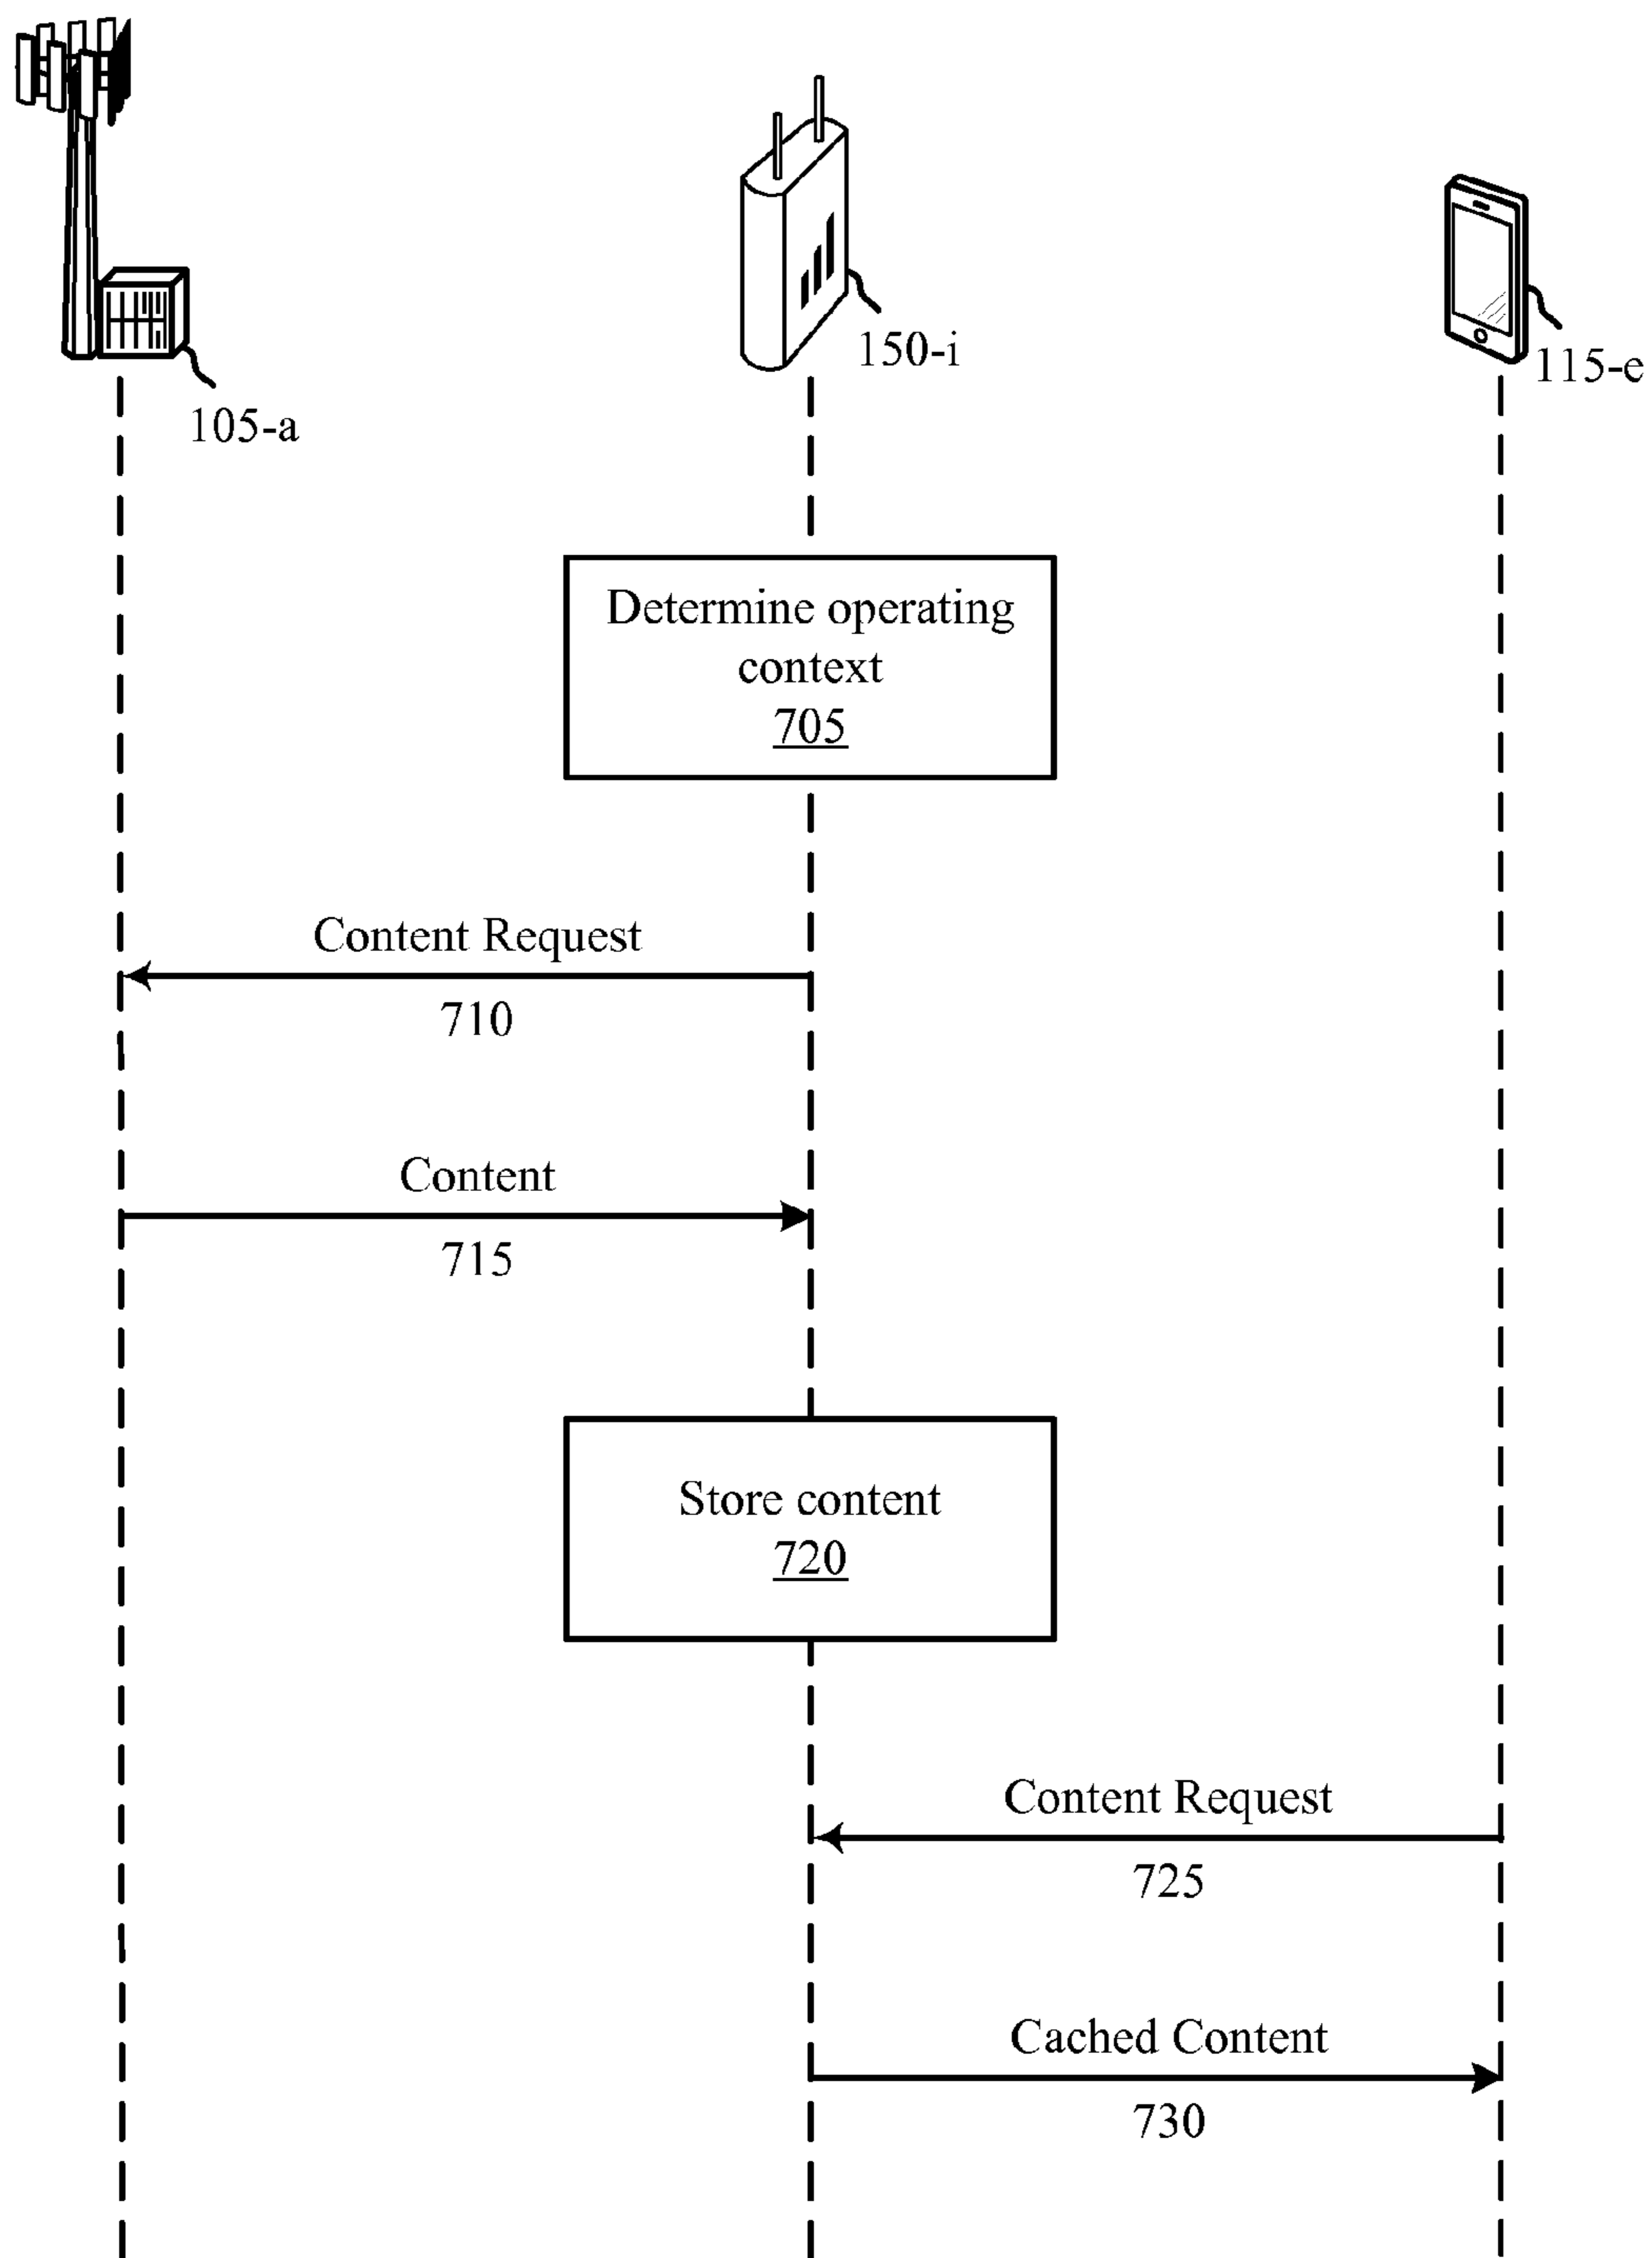 150-i
115-e
105-a
Determine operating
context
705
Content Request
710
Content
715
Store content
720
Content Request
725
Cached Content
730